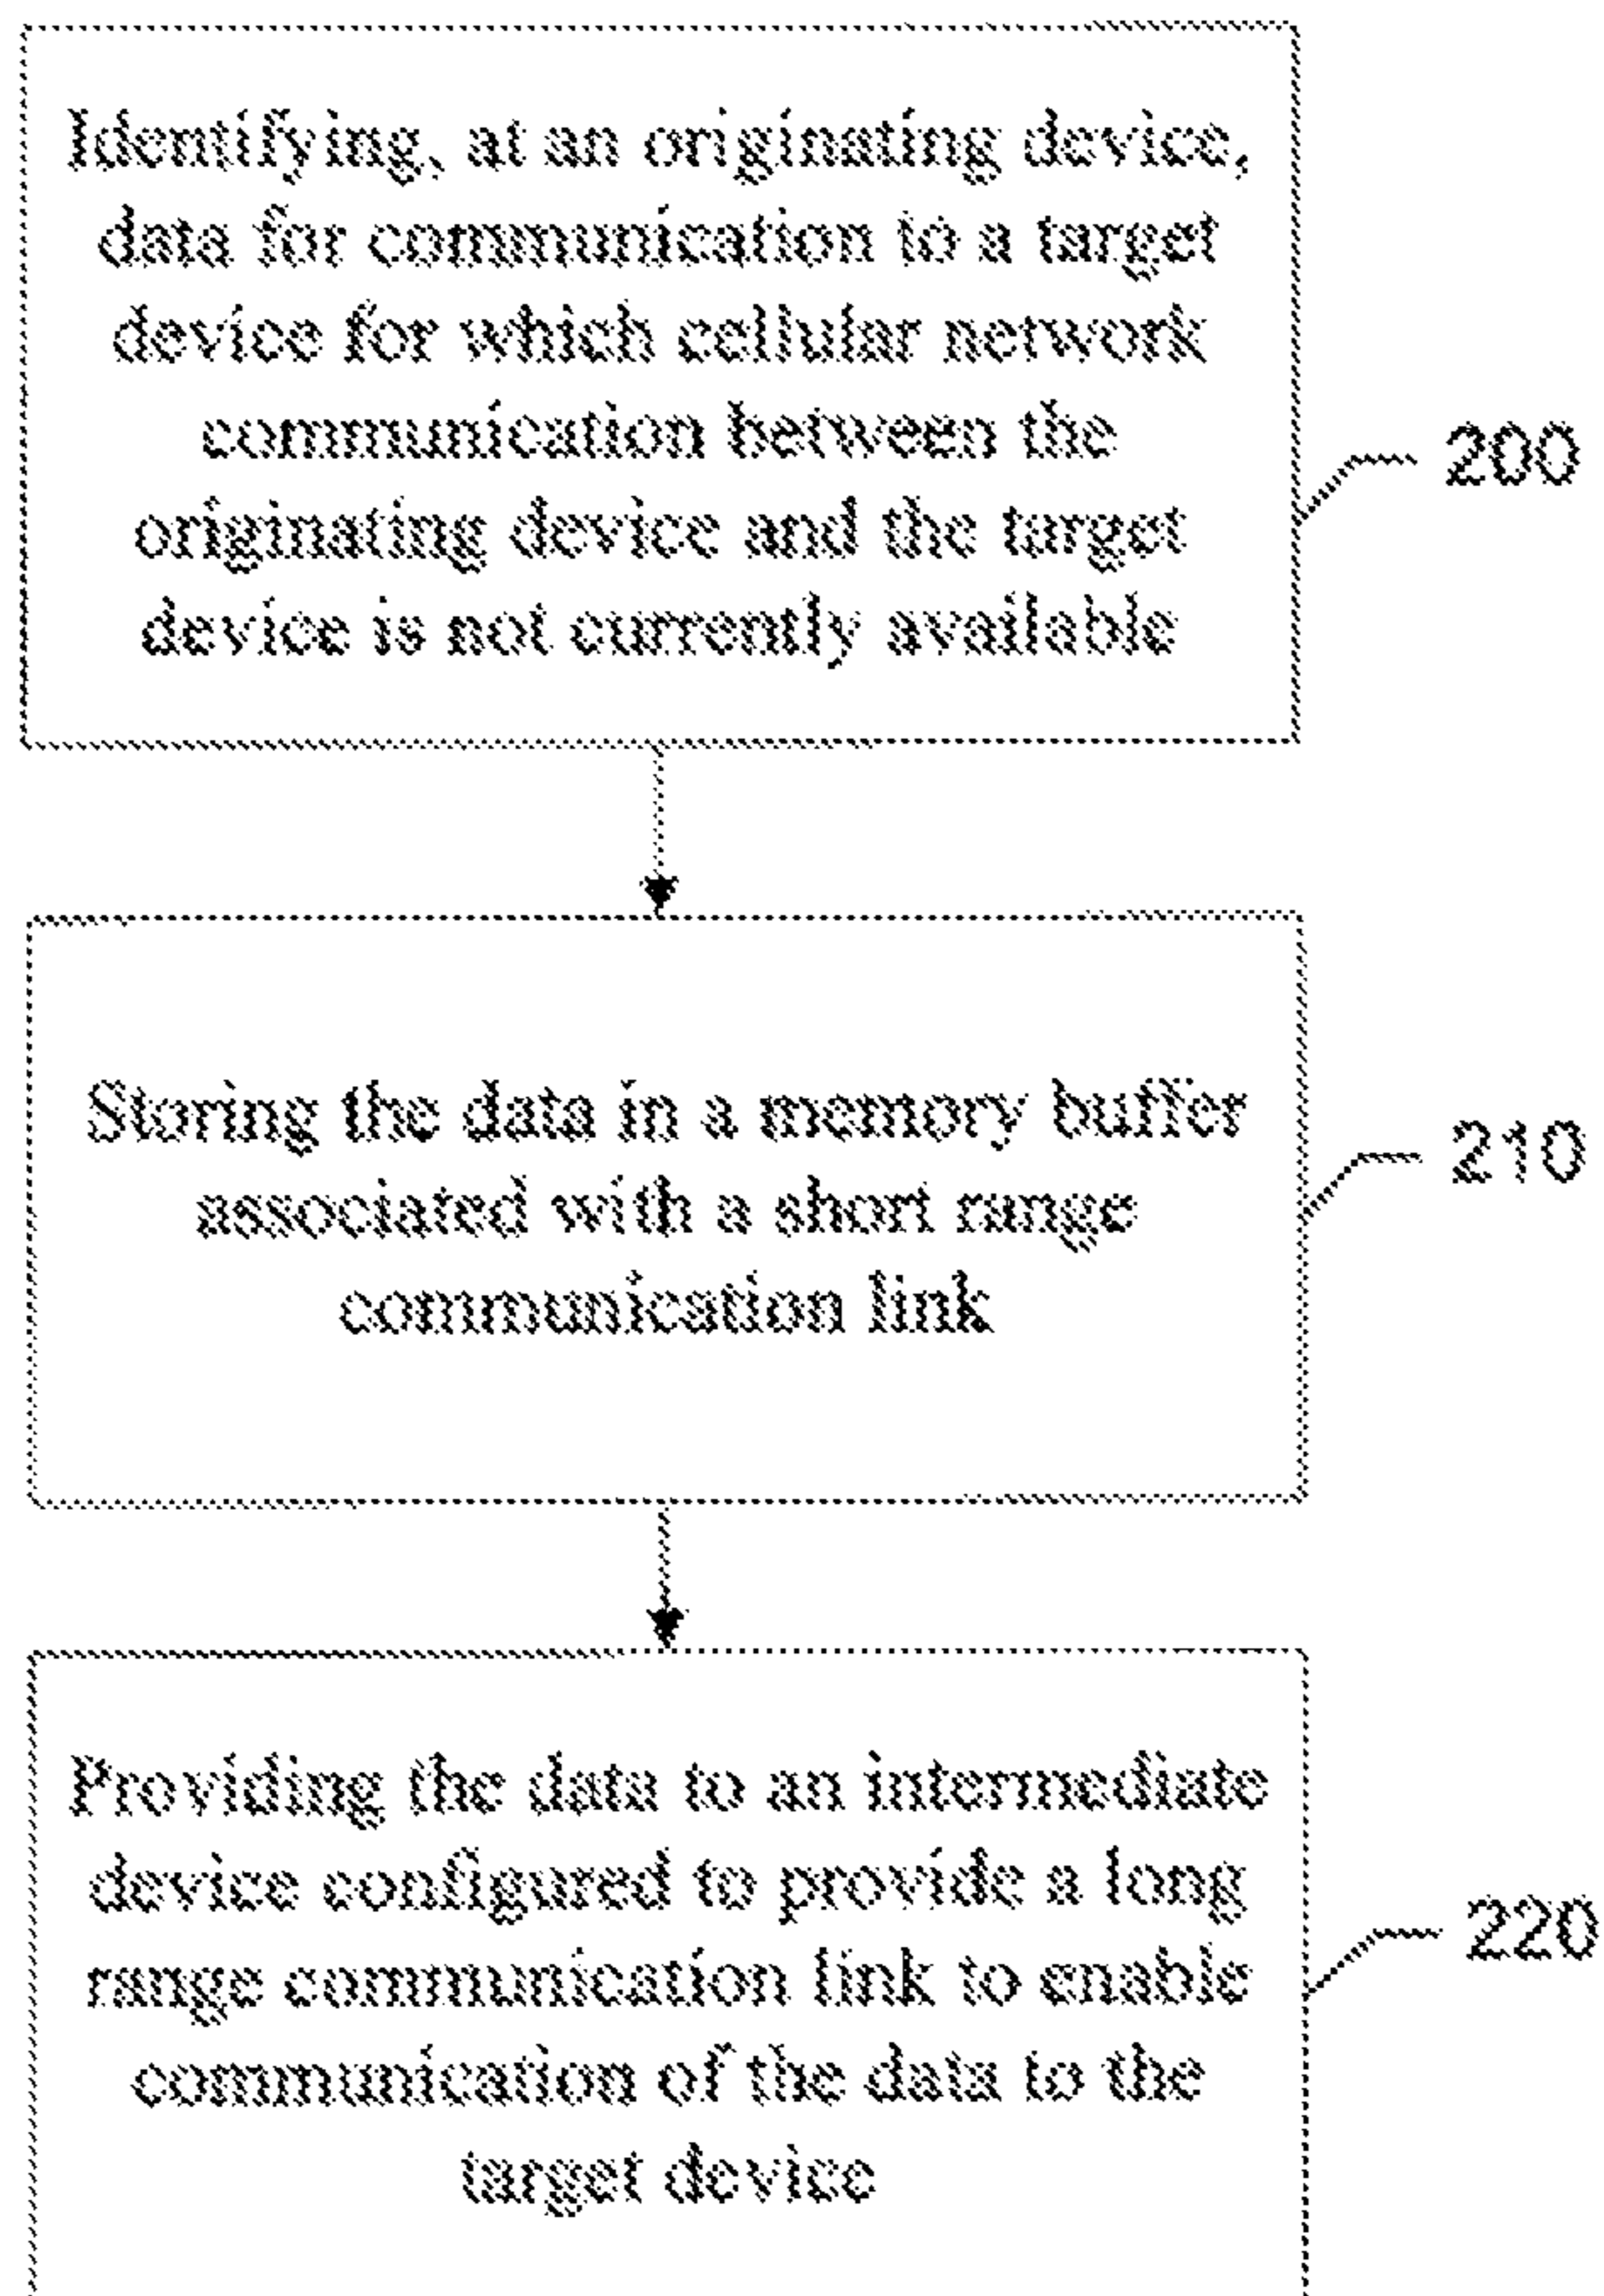 Identifying, at an originating device,
data for communication to a target
device for which cellular network
communication between the
originating device and the target
device is not currently available
200
Storing the data in a memory buffer
associated with a short range
communication link
210
Providing the data to an intermediate
device configured to provide a long
range communication link to enable
communication of the data to the
target device
220